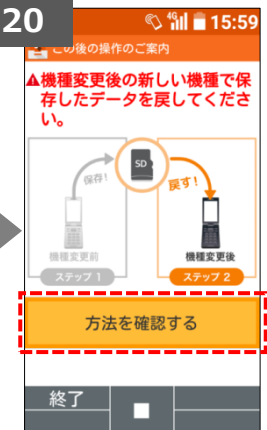 20
4G 15:59
この後の操作のご案内
機種変更後の新しい機種で保
存したデータを戻してくださ
い。
SD
保存!
戻す!
機種変更前
機種変更後
ステップ 1
ステップ 2
方法を確認する
終了